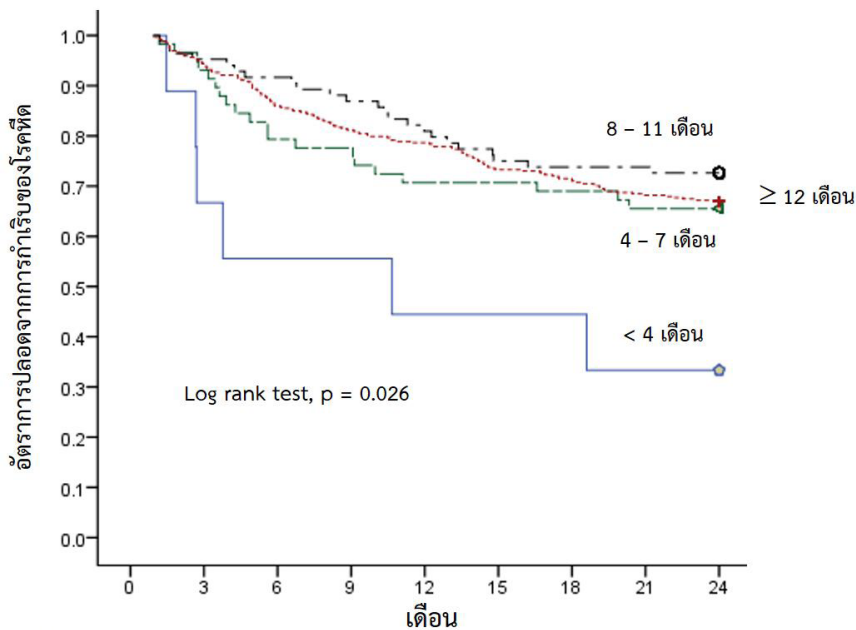 อัตราการปลอดจากการกำเริบของโรคหืด
1.0
0.9
0.8
0.7
0.6
0.5
0.4
0.3
0.2
0.1
0.0
8 – 11 เดือน
≥ 12 เดือน
4 – 7 เดือน
< 4 เดือน
Log rank test, p = 0.026
0 3 6 9 12 15 18 21 24
เดือน